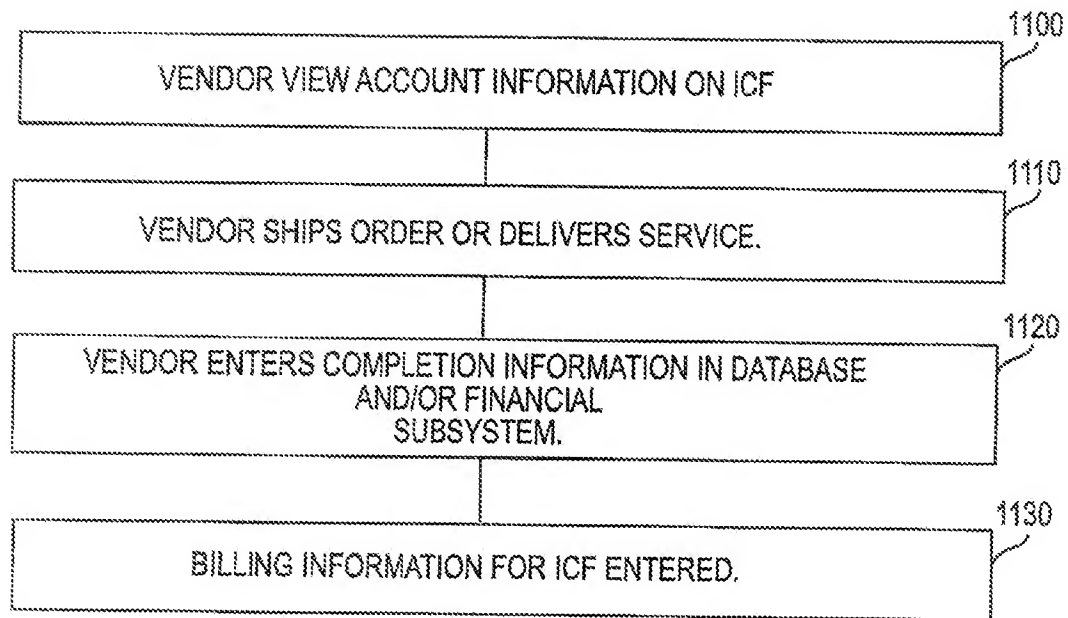 1100
VENDOR VIEW ACCOUNT INFORMATION ON ICF
1110
VENDOR SHIPS ORDER OR DELIVERS SERVICE.
1120
VENDOR ENTERS COMPLETION INFORMATION IN DATABASE
AND/OR FINANCIAL
SUBSYSTEM.
1130
BILLING INFORMATION FOR ICF ENTERED.